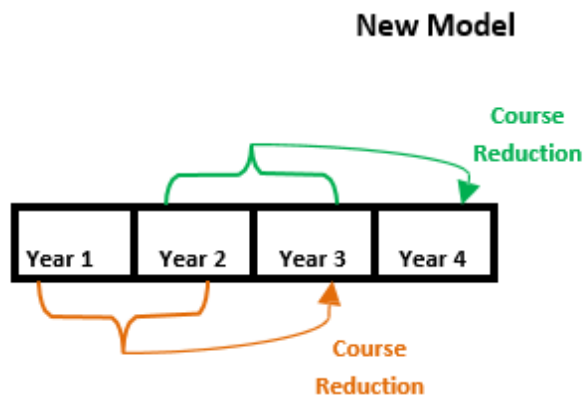 New Model
Course
Reduction
Year 1 Year 2 Year 3 Year 4
Course
Reduction